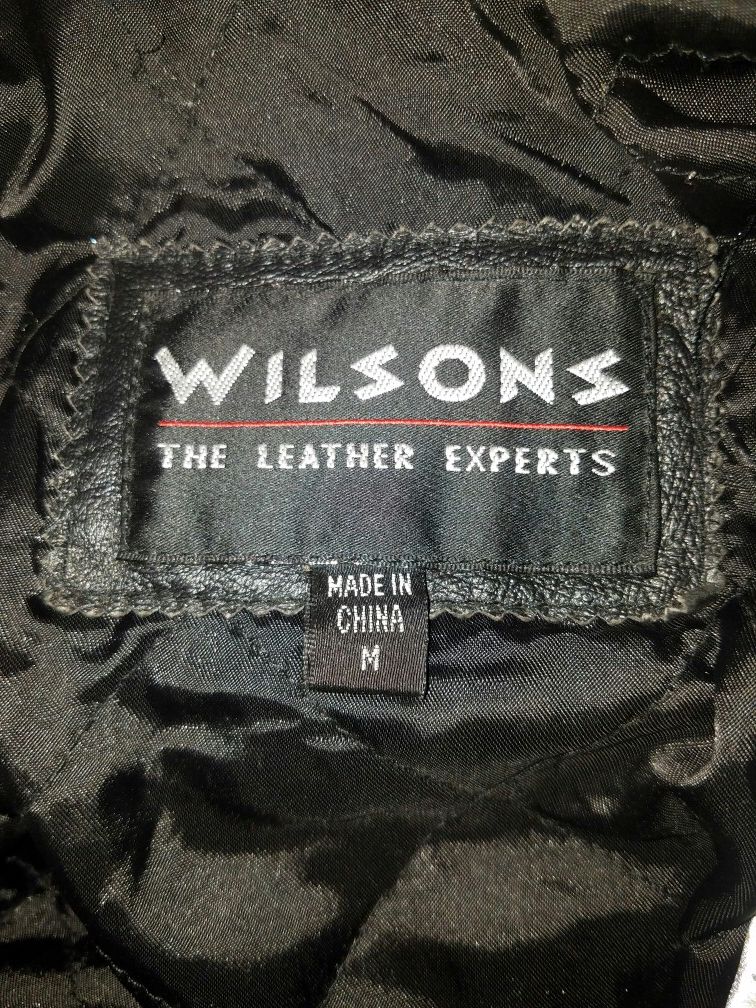 WILSONS
THE LEATHER EXPERTS
MADE IN
CHINA
M